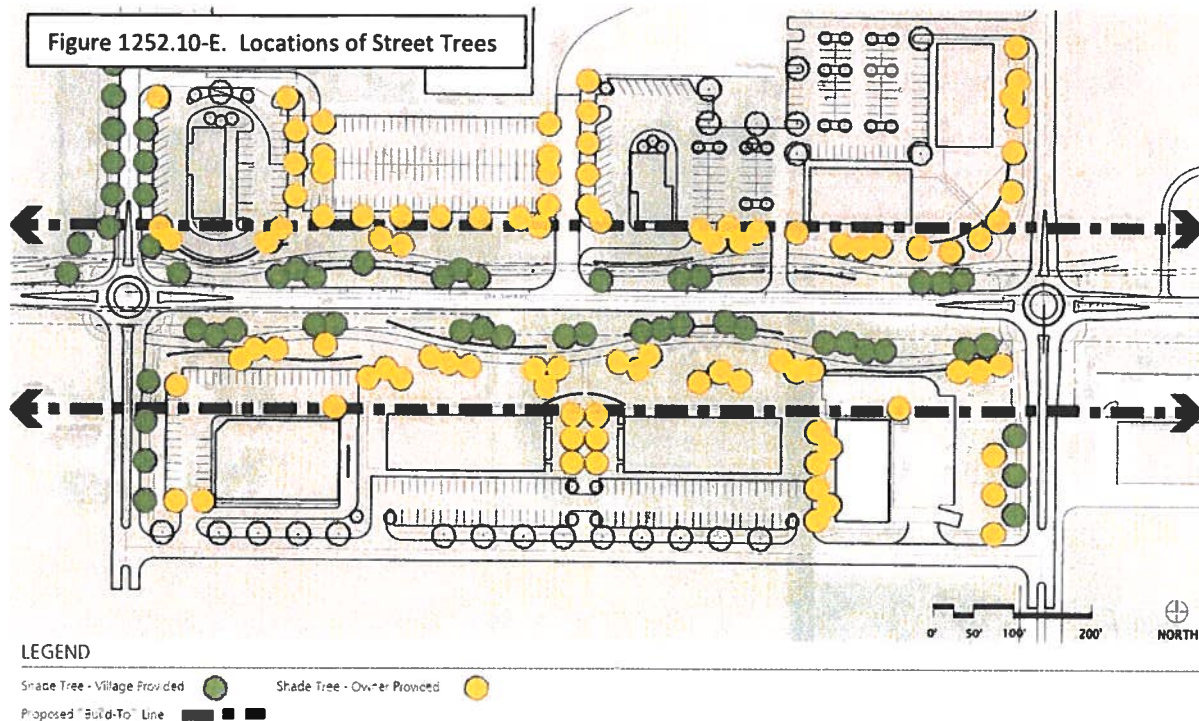 Figure 1252.10-E. Locations of Street Trees
0' 50' 100' 200'
NORTH
LEGEND
Shade Tree - Village Provided
Shade Tree - Owner Provided
Proposed "Build-To" Line